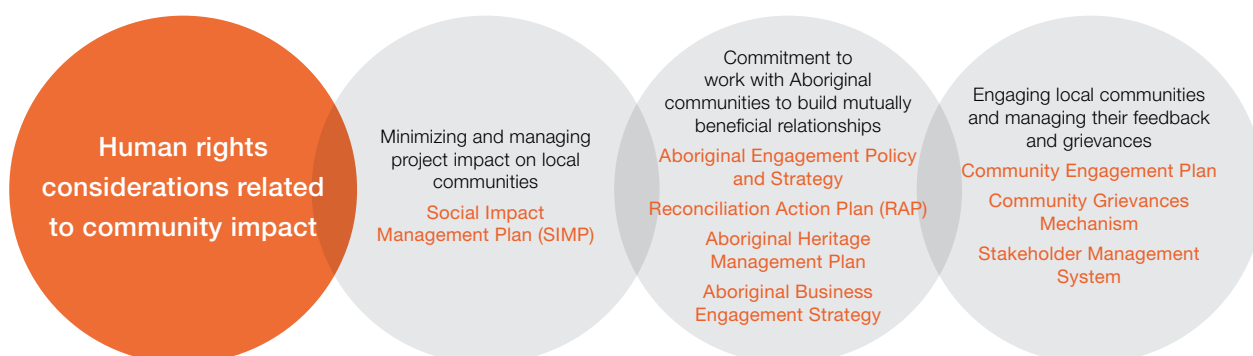 Human rights
considerations related
to community impact
Minimizing and managing
project impact on local
communities
Social Impact
Management Plan (SIMP)
Commitment to
work with Aboriginal
communities to build mutually
beneficial relationships
Aboriginal Engagement Policy
and Strategy
Reconciliation Action Plan (RAP)
Aboriginal Heritage
Management Plan
Aboriginal Business
Engagement Strategy
Engaging local communities
and managing their feedback
and grievances
Community Engagement Plan
Community Grievances
Mechanism
Stakeholder Management
System